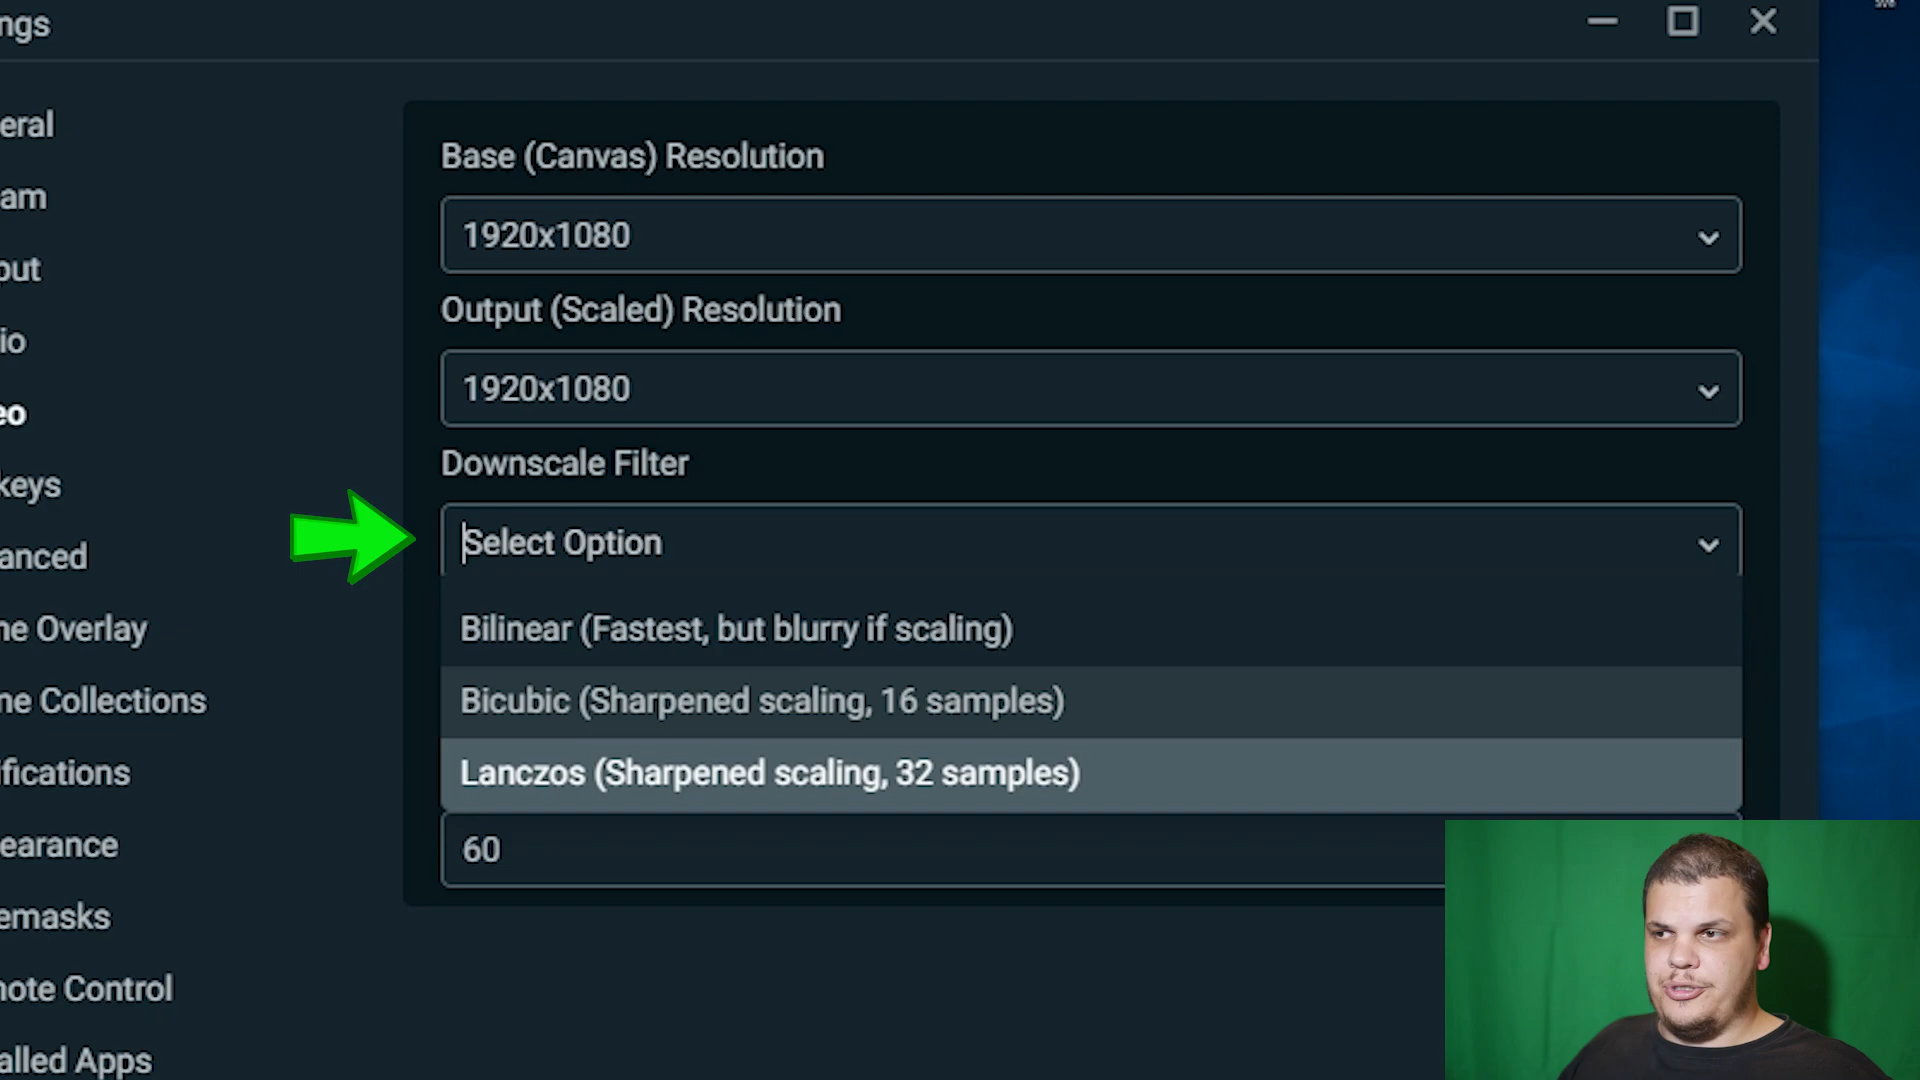 ngs
eral
am
out
io
eo
keys
anced
ne Overlay
ne Collections
ifications
earance
emasks
note Control
alled Apps
Base (Canvas) Resolution
1920x1080
Output (Scaled) Resolution
1920x1080
Downscale Filter
Select Option
Bilinear (Fastest, but blurry if scaling)
Bicubic (Sharpened scaling, 16 samples)
Lanczos (Sharpened scaling, 32 samples)
60